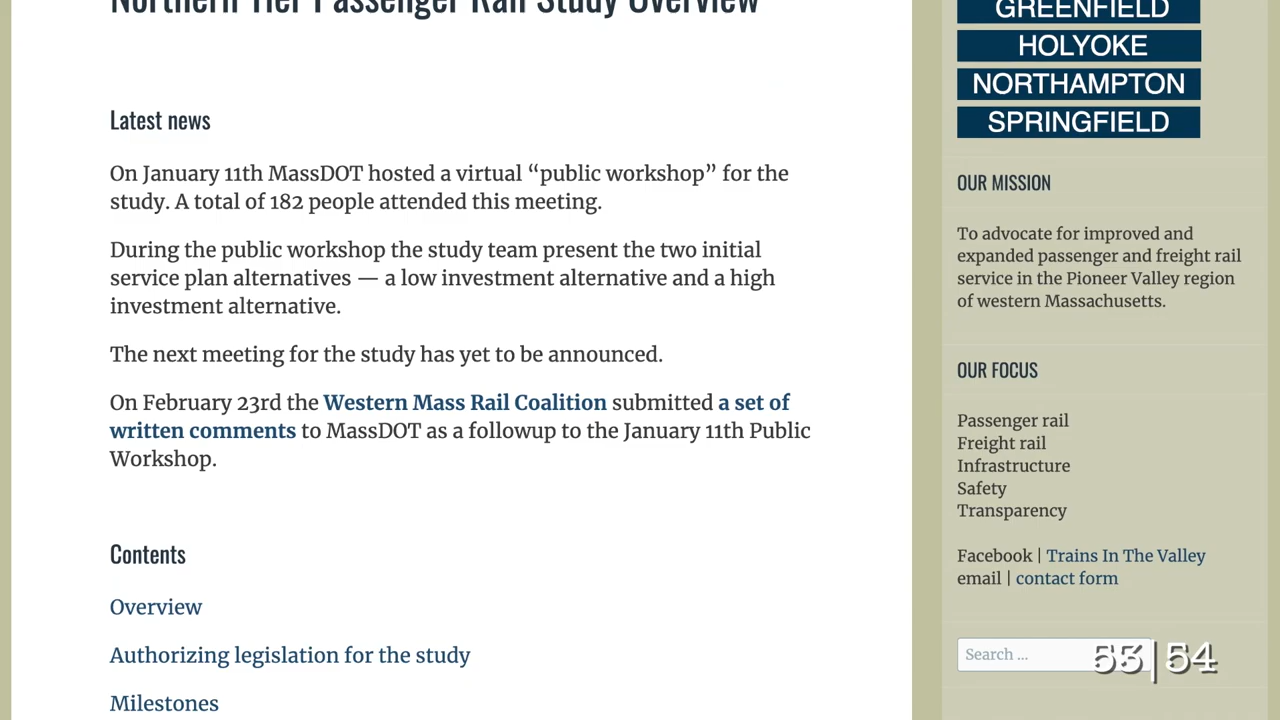 Northern Tier Passenger Rail Study Overview
Latest news
On January 11th MassDOT hosted a virtual “public workshop” for the
study. A total of 182 people attended this meeting.
During the public workshop the study team present the two initial
service plan alternatives — a low investment alternative and a high
investment alternative.
The next meeting for the study has yet to be announced.
On February 23rd the Western Mass Rail Coalition submitted a set of
written comments to MassDOT as a followup to the January 11th Public
Workshop.
Contents
Overview
Authorizing legislation for the study
Milestones
GREENFIELD
HOLYOKE
NORTHAMPTON
SPRINGFIELD
OUR MISSION
To advocate for improved and
expanded passenger and freight rail
service in the Pioneer Valley region
of western Massachusetts.
OUR FOCUS
Passenger rail
Freight rail
Infrastructure
Safety
Transparency
Facebook | Trains In The Valley
email | contact form
Search ...
53|54